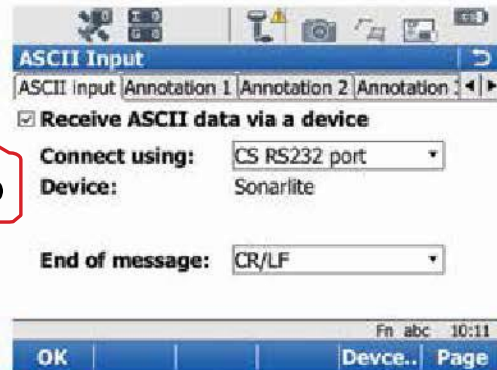 ASCII Input
ASCII input Annotation 1 Annotation 2 Annotation
Receive ASCII data via a device
Connect using: CS RS232 port
Device: Sonarlite
End of message: CR/LF
Fn abc 10:11
OK Devce.. Page